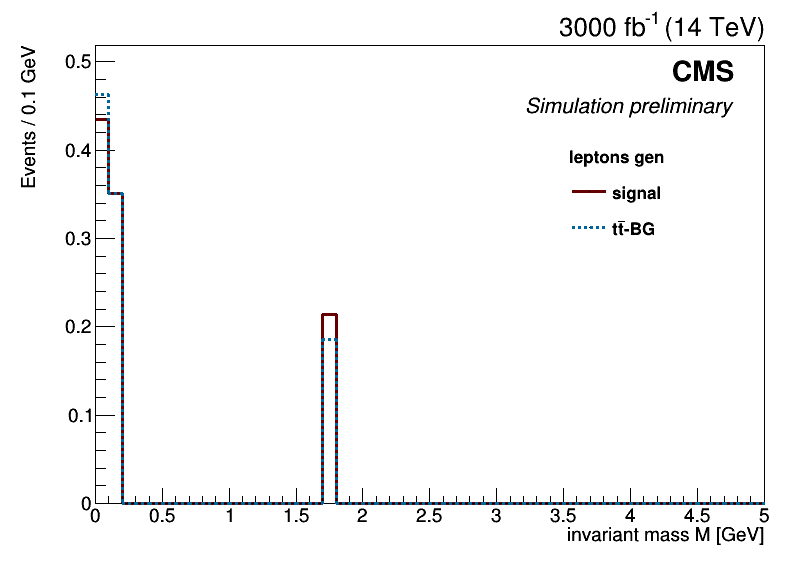 3000 fb⁻¹ (14 TeV)
Events / 0.1 GeV
CMS
Simulation preliminary
leptons gen
signal
tt̄-BG
0.5
0.4
0.3
0.2
0.1
0
0 0.5 1 1.5 2 2.5 3 3.5 4 4.5 5
invariant mass M [GeV]